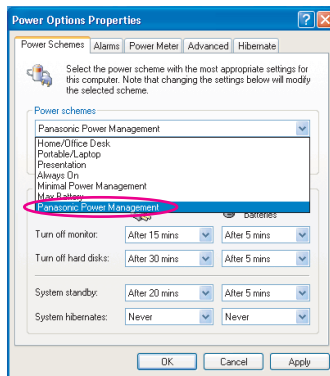 Power Options Properties
Power Schemes Alarms Power Meter Advanced Hibernate
Select the power scheme with the most appropriate settings for
this computer. Note that changing the settings below will modify
the selected scheme.
Power schemes
Panasonic Power Management
Home/Office Desk
Portable/Laptop
Presentation
Always On
Minimal Power Management
Max Battery
Panasonic Power Management
batteries
Turn off monitor: After 15 mins After 5 mins
Turn off hard disks: After 30 mins After 5 mins
System standby: After 20 mins After 5 mins
System hibernates: Never Never
OK Cancel Apply